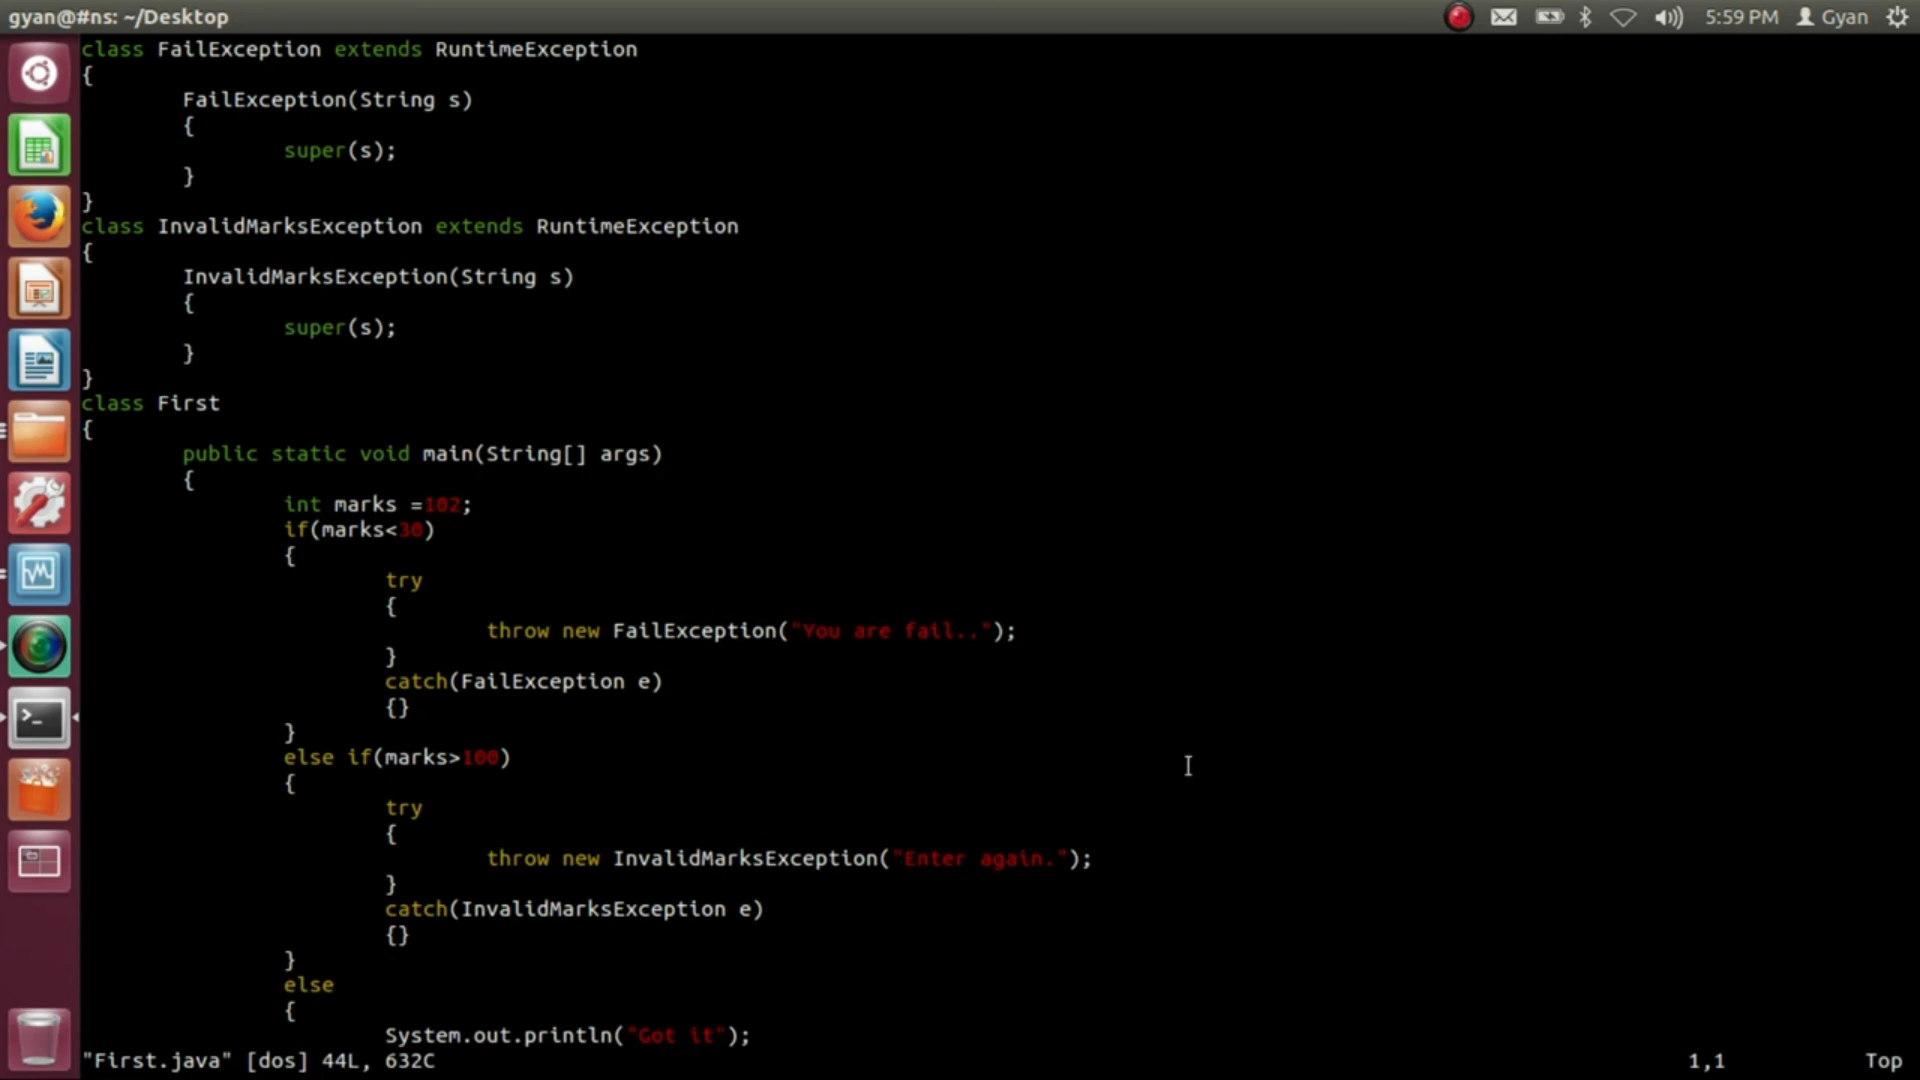 gyan@#ns: ~/Desktop
5:59 PM Gyan
class FailException extends RuntimeException
{
FailException(String s)
{
super(s);
}
}
class InvalidMarksException extends RuntimeException
{
InvalidMarksException(String s)
{
super(s);
}
}
class First
{
public static void main(String[] args)
{
int marks =102;
if(marks<30)
{
try
{
throw new FailException("You are fail..");
}
catch(FailException e)
{}
}
else if(marks>100)
{
try
{
throw new InvalidMarksException("Enter again.");
}
catch(InvalidMarksException e)
{}
}
else
{
System.out.println("Got it");
"First.java" [dos] 44L, 632C 1,1 Top